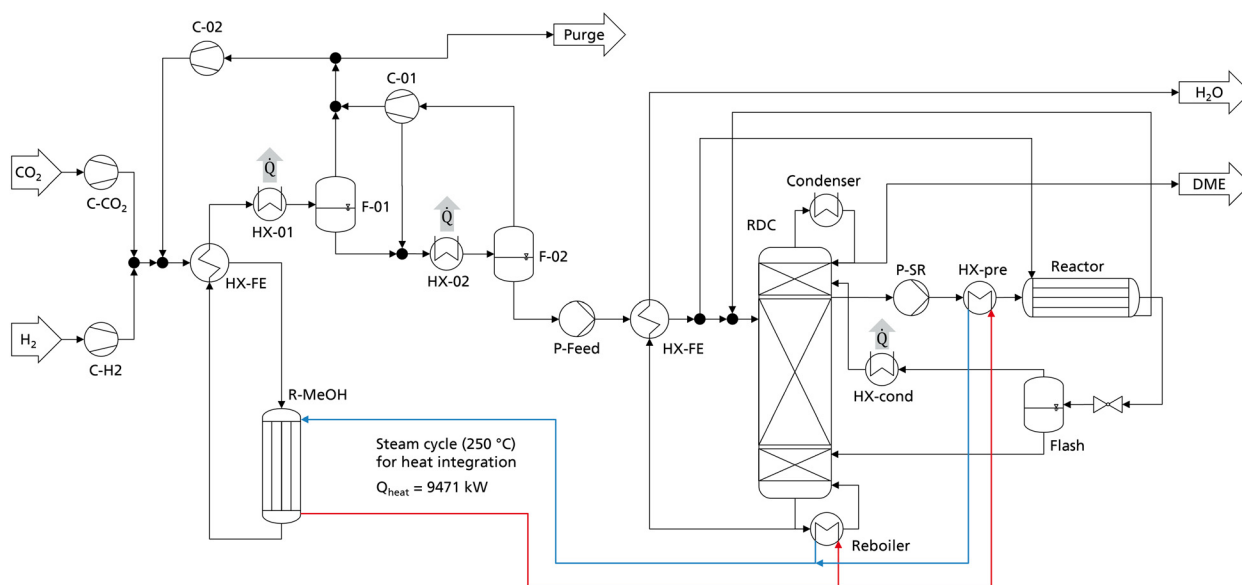 C-02
Purge
C-01
H₂O
CO₂
C-CO₂
Q̇
HX-01
F-01
Q̇
HX-02
F-02
Condenser
DME
RDC
P-SR
HX-pre
Reactor
HX-FE
H₂
C-H2
P-Feed
HX-FE
Q̇
HX-cond
Flash
R-MeOH
Steam cycle (250 °C)
for heat integration
Qheat = 9471 kW
Reboiler